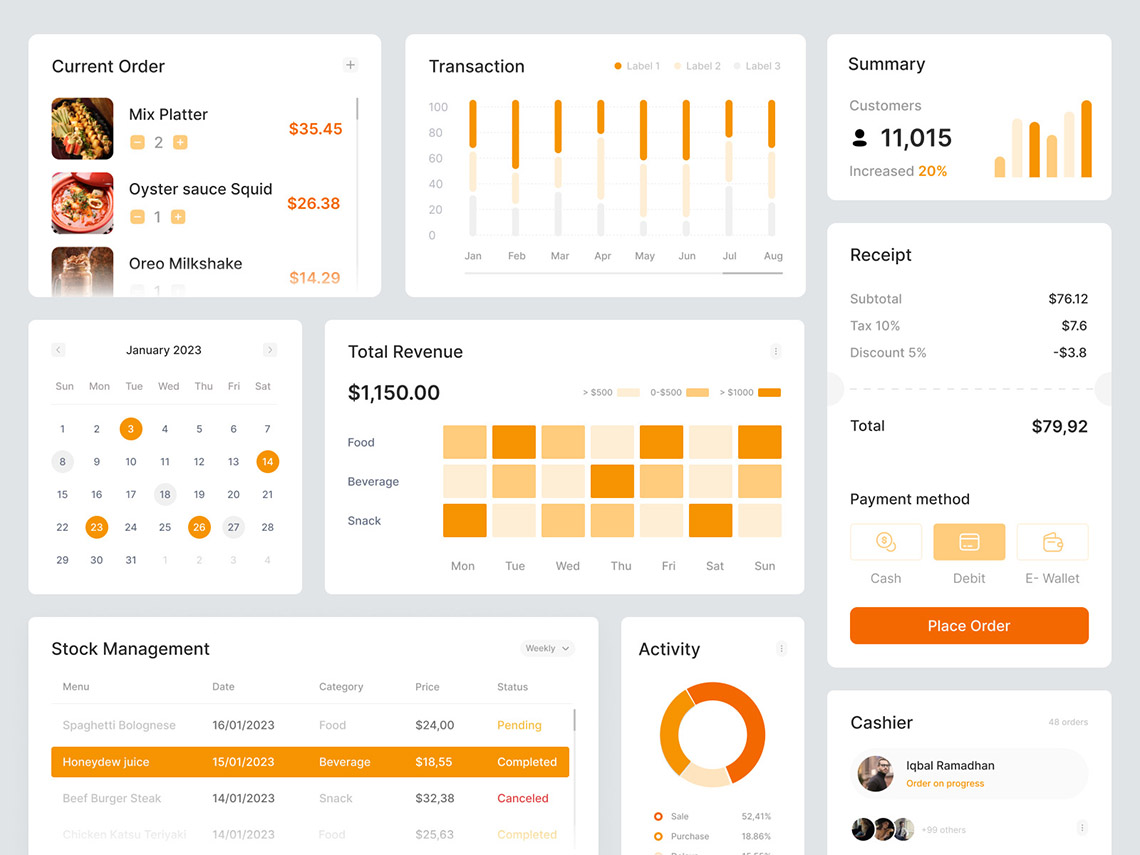 Current Order
+
Mix Platter
2
$35.45
Oyster sauce Squid
1
$26.38
Oreo Milkshake
1
$14.29
Transaction
Label 1 Label 2 Label 3
100
80
60
40
20
0
Jan Feb Mar Apr May Jun Jul Aug
Summary
Customers
11,015
Increased 20%
Receipt
Subtotal $76.12
Tax 10% $7.6
Discount 5% -$3.8
Total $79,92
Payment method
Cash Debit E- Wallet
Place Order
January 2023
Sun Mon Tue Wed Thu Fri Sat
1 2 3 4 5 6 7
8 9 10 11 12 13 14
15 16 17 18 19 20 21
22 23 24 25 26 27 28
29 30 31 1 2 3 4
Total Revenue
$1,150.00
> $500 0-$500 > $1000
Food
Beverage
Snack
Mon Tue Wed Thu Fri Sat Sun
Stock Management
Weekly
Menu Date Category Price Status
Spaghetti Bolognese 16/01/2023 Food $24,00 Pending
Honeydew juice 15/01/2023 Beverage $18,55 Completed
Beef Burger Steak 14/01/2023 Snack $32,38 Canceled
Chicken Katsu Teriyaki 14/01/2023 Food $25,63 Completed
Activity
Sale 52,41%
Purchase 18.86%
Cashier
48 orders
Iqbal Ramadhan
Order on progress
+99 others